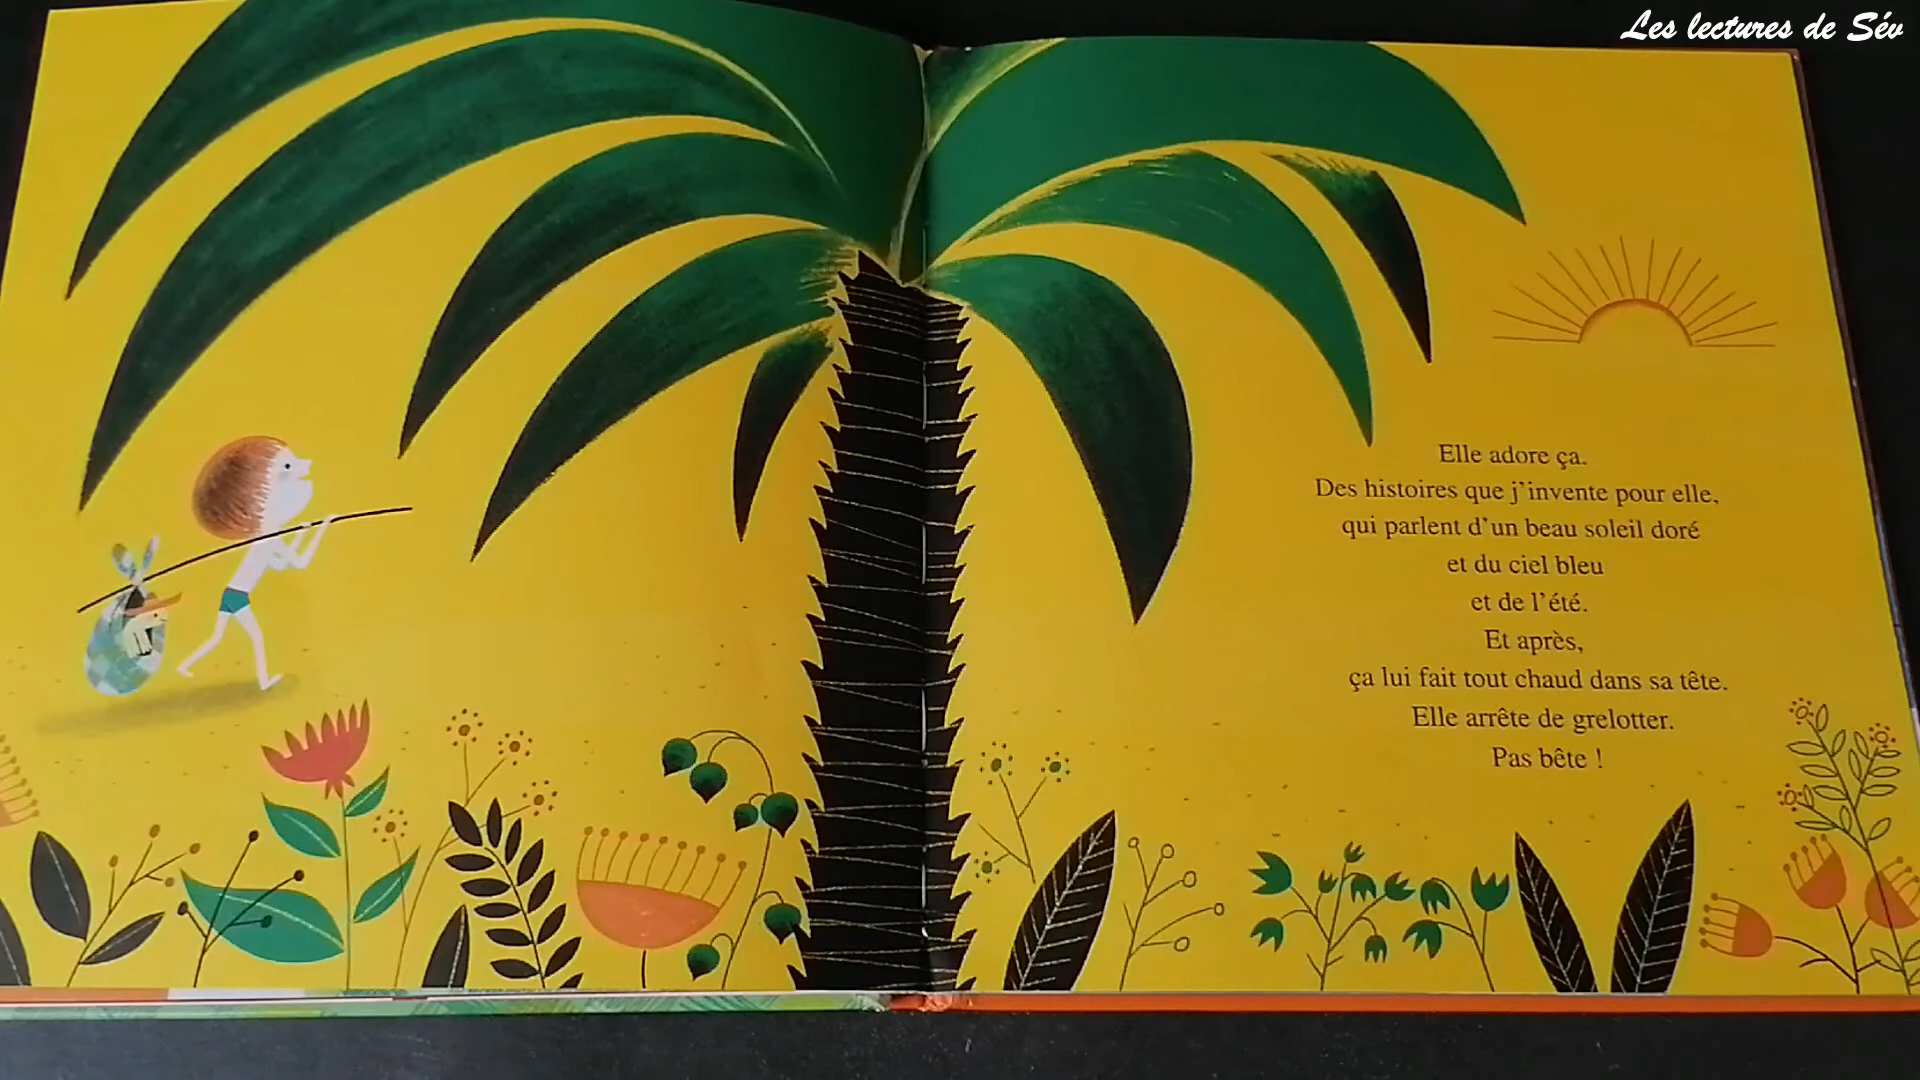 Les lectures de Sév
Elle adore ça.
Des histoires que j'invente pour elle,
qui parlent d'un beau soleil doré
et du ciel bleu
et de l'été.
Et après,
ça lui fait tout chaud dans sa tête.
Elle arrête de grelotter.
Pas bête !